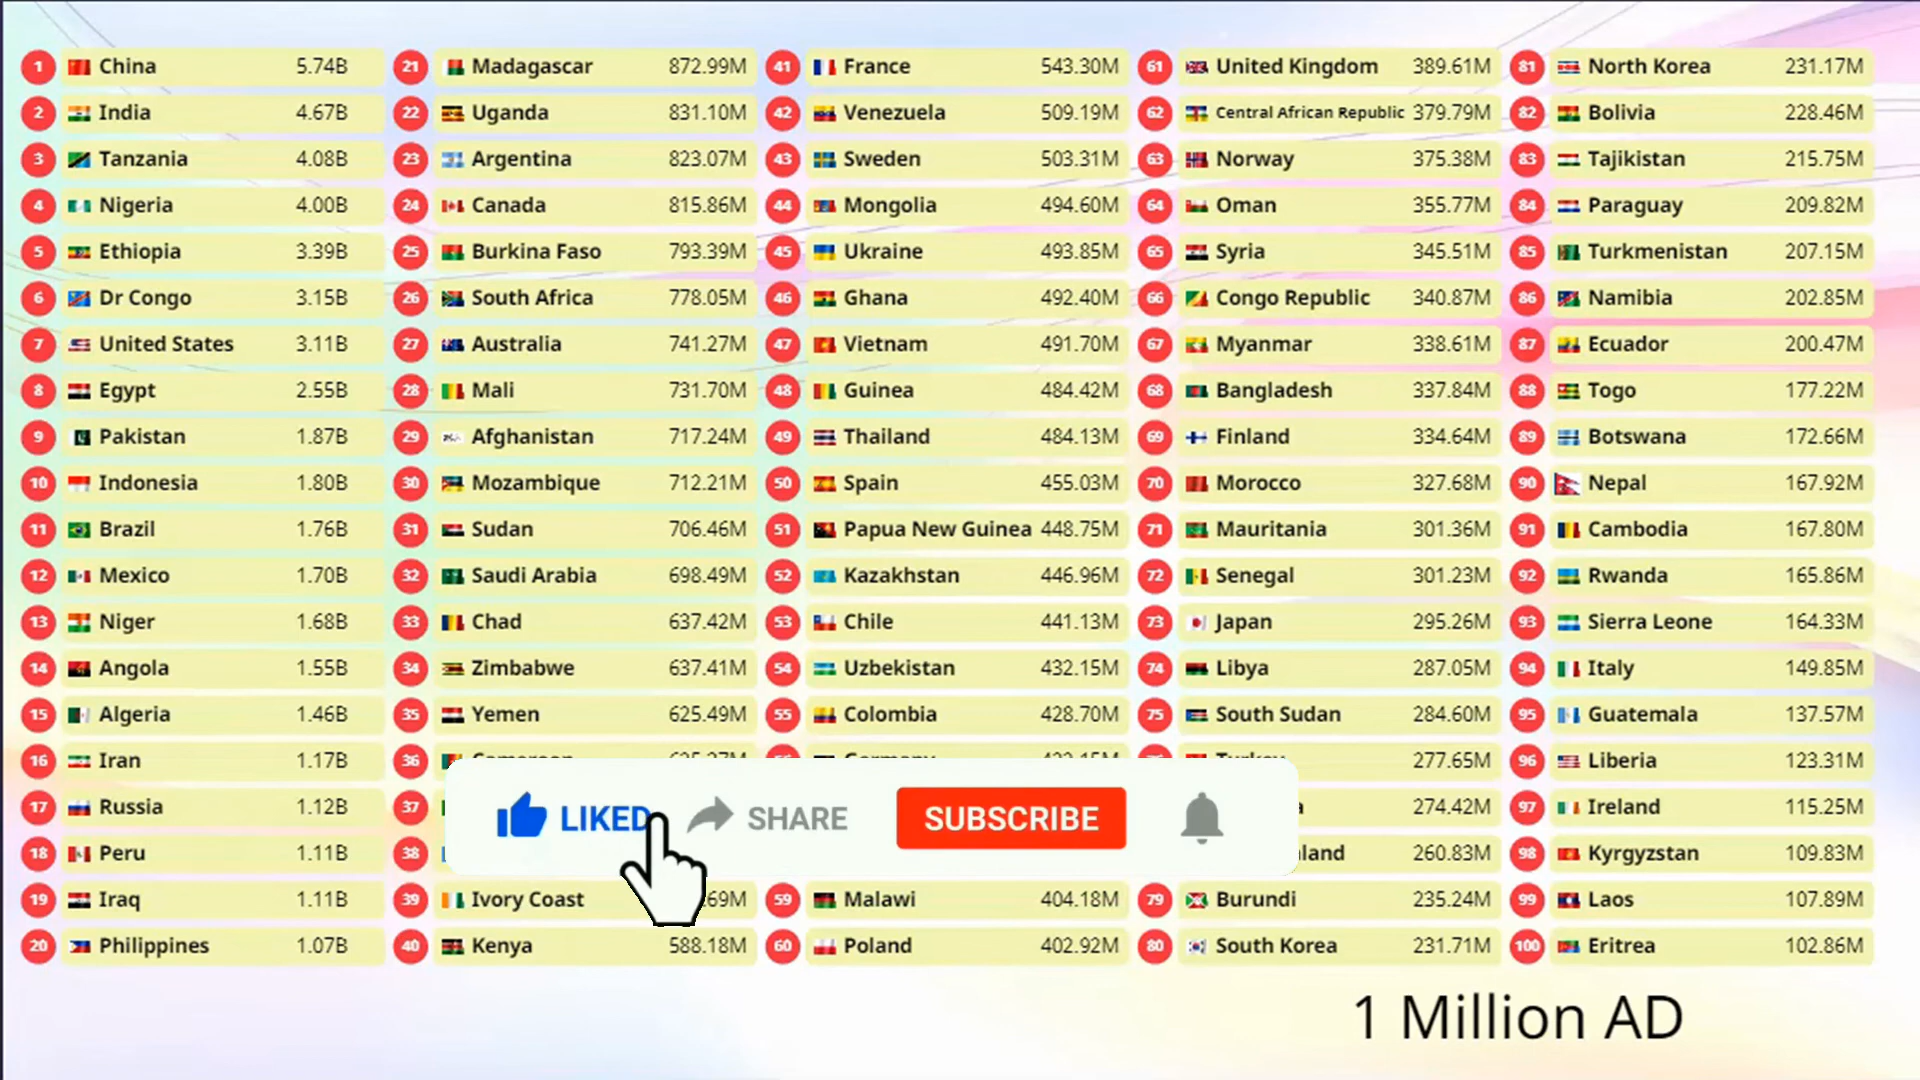 1 China 5.74B
2 India 4.67B
3 Tanzania 4.08B
4 Nigeria 4.00B
5 Ethiopia 3.39B
6 Dr Congo 3.15B
7 United States 3.11B
8 Egypt 2.55B
9 Pakistan 1.87B
10 Indonesia 1.80B
11 Brazil 1.76B
12 Mexico 1.70B
13 Niger 1.68B
14 Angola 1.55B
15 Algeria 1.46B
16 Iran 1.17B
17 Russia 1.12B
18 Peru 1.11B
19 Iraq 1.11B
20 Philippines 1.07B
21 Madagascar 872.99M
22 Uganda 831.10M
23 Argentina 823.07M
24 Canada 815.86M
25 Burkina Faso 793.39M
26 South Africa 778.05M
27 Australia 741.27M
28 Mali 731.70M
29 Afghanistan 717.24M
30 Mozambique 712.21M
31 Sudan 706.46M
32 Saudi Arabia 698.49M
33 Chad 637.42M
34 Zimbabwe 637.41M
35 Yemen 625.49M
36
37
38
39 Ivory Coast .69M
40 Kenya 588.18M
41 France 543.30M
42 Venezuela 509.19M
43 Sweden 503.31M
44 Mongolia 494.60M
45 Ukraine 493.85M
46 Ghana 492.40M
47 Vietnam 491.70M
48 Guinea 484.42M
49 Thailand 484.13M
50 Spain 455.03M
51 Papua New Guinea 448.75M
52 Kazakhstan 446.96M
53 Chile 441.13M
54 Uzbekistan 432.15M
55 Colombia 428.70M
59 Malawi 404.18M
60 Poland 402.92M
61 United Kingdom 389.61M
62 Central African Republic 379.79M
63 Norway 375.38M
64 Oman 355.77M
65 Syria 345.51M
66 Congo Republic 340.87M
67 Myanmar 338.61M
68 Bangladesh 337.84M
69 Finland 334.64M
70 Morocco 327.68M
71 Mauritania 301.36M
72 Senegal 301.23M
73 Japan 295.26M
74 Libya 287.05M
75 South Sudan 284.60M
277.65M
274.42M
land 260.83M
79 Burundi 235.24M
80 South Korea 231.71M
81 North Korea 231.17M
82 Bolivia 228.46M
83 Tajikistan 215.75M
84 Paraguay 209.82M
85 Turkmenistan 207.15M
86 Namibia 202.85M
87 Ecuador 200.47M
88 Togo 177.22M
89 Botswana 172.66M
90 Nepal 167.92M
91 Cambodia 167.80M
92 Rwanda 165.86M
93 Sierra Leone 164.33M
94 Italy 149.85M
95 Guatemala 137.57M
96 Liberia 123.31M
97 Ireland 115.25M
98 Kyrgyzstan 109.83M
99 Laos 107.89M
100 Eritrea 102.86M
LIKED SHARE SUBSCRIBE
1 Million AD